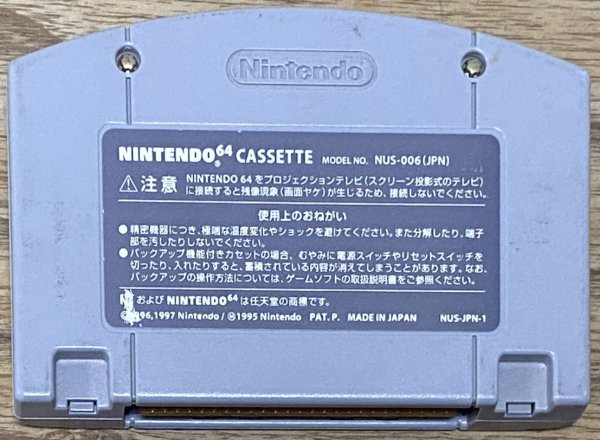 Nintendo
NINTENDO64 CASSETTE MODEL NO. NUS-006(JPN)
⚠注意 NINTENDO 64 をプロジェクションテレビ(スクリーン投影式のテレビ)
に接続すると残像現象(画面ヤケ)が生じるため、接続しないでください。
使用上のおねがい
●精密機器につき、極端な温度変化やショックを避けてください。また分解したり、端子
部を汚したりしないでください。
●バックアップ機能付きカセットの場合、むやみに電源スイッチやリセットスイッチを
切ったり、入れたりすると、蓄積されている内容が消えてしまうことがあります。なお、
バックアップの操作方法については、ゲームソフトの取扱説明書をご参照ください。
および NINTENDO64 は任天堂の商標です。
96,1997 Nintendo/Ⓜ1995 Nintendo PAT. P. MADE IN JAPAN NUS-JPN-1